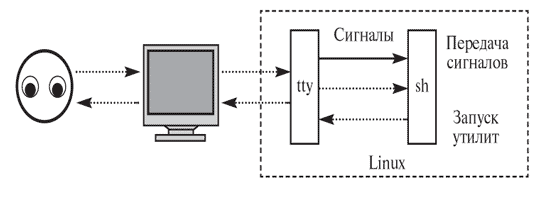 Сигналы
Передача
сигналов
tty
sh
Запуск
утилит
Linux